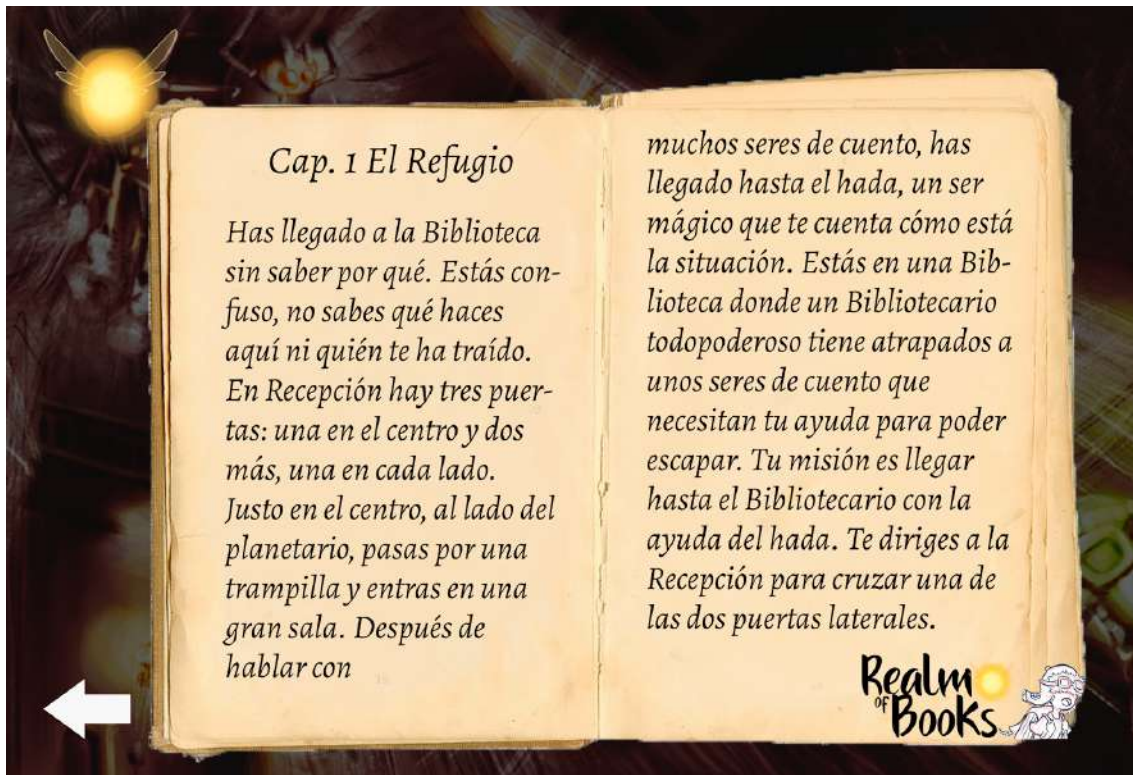 Cap. 1 El Refugio
Has llegado a la Biblioteca
sin saber por qué. Estás con-
fuso, no sabes qué haces
aquí ni quién te ha traído.
En Recepción hay tres puer-
tas: una en el centro y dos
más, una en cada lado.
Justo en el centro, al lado del
planetario, pasas por una
trampilla y entras en una
gran sala. Después de
hablar con
muchos seres de cuento, has
llegado hasta el hada, un ser
mágico que te cuenta cómo está
la situación. Estás en una Bib-
lioteca donde un Bibliotecario
todopoderoso tiene atrapados a
unos seres de cuento que
necesitan tu ayuda para poder
escapar. Tu misión es llegar
hasta el Bibliotecario con la
ayuda del hada. Te diriges a la
Recepción para cruzar una de
las dos puertas laterales.
Realm
OF
BooKs